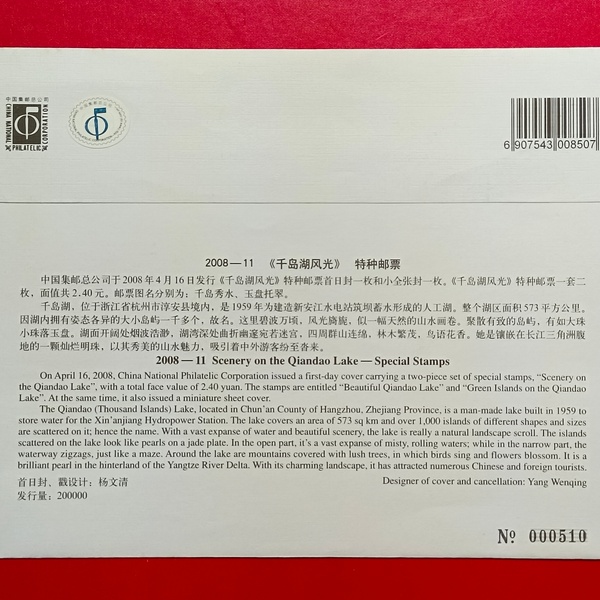 中国集邮总公司
CHINA NATIONAL
PHILATELIC
CORPORATION
6 907543 008507
2008—11 《千岛湖风光》 特种邮票
中国集邮总公司于2008年4月16日发行《千岛湖风光》特种邮票首日封一枚和小全张封一枚。《千岛湖风光》特种邮票一套二
枚，面值共2.40元。邮票图名分别为：千岛秀水、玉盘托翠。
千岛湖，位于浙江省杭州市淳安县境内，是1959年为建造新安江水电站筑坝蓄水形成的人工湖。整个湖区面积573平方公里。
因湖内拥有姿态各异的大小岛屿一千多个，故名。这里碧波万顷，风光旖旎，似一幅天然的山水画卷。聚散有致的岛屿，有如大珠
小珠落玉盘。湖面开阔处烟波浩渺，湖湾深处曲折幽邃宛若迷宫，四周群山连绵，林木繁茂，鸟语花香。她是镶嵌在长江三角洲腹
地的一颗灿烂明珠，以其秀美的山水魅力，吸引着中外游客纷至沓来。
2008 — 11 Scenery on the Qiandao Lake — Special Stamps
On April 16, 2008, China National Philatelic Corporation issued a first-day cover carrying a two-piece set of special stamps, “Scenery on
the Qiandao Lake”, with a total face value of 2.40 yuan. The stamps are entitled “Beautiful Qiandao Lake” and “Green Islands on the Qiandao
Lake”. At the same time, it also issued a miniature sheet cover.
The Qiandao (Thousand Islands) Lake, located in Chun’an County of Hangzhou, Zhejiang Province, is a man-made lake built in 1959 to
store water for the Xin’anjiang Hydropower Station. The lake covers an area of 573 sq km and over 1,000 islands of different shapes and sizes
are scattered on it; hence the name. With a vast expanse of water and beautiful scenery, the lake is really a natural landscape scroll. The islands
scattered on the lake look like pearls on a jade plate. In the open part, it’s a vast expanse of misty, rolling waters; while in the narrow part, the
waterway zigzags, just like a maze. Around the lake are mountains covered with lush trees, in which birds sing and flowers blossom. It is a
brilliant pearl in the hinterland of the Yangtze River Delta. With its charming landscape, it has attracted numerous Chinese and foreign tourists.
首日封、戳设计：杨文清 Designer of cover and cancellation: Yang Wenqing
发行量：200000
№ 000510